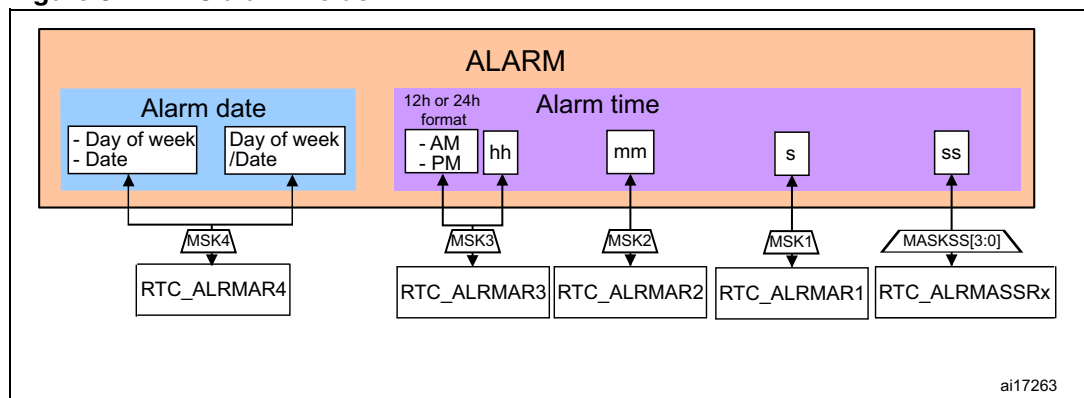 ALARM
Alarm date
- Day of week
- Date
Day of week
/Date
12h or 24h
format
Alarm time
- AM
- PM
hh
mm
s
ss
MSK4
MSK3
MSK2
MSK1
MASKSS[3:0]
RTC_ALRMAR4
RTC_ALRMAR3
RTC_ALRMAR2
RTC_ALRMAR1
RTC_ALRMASSRx
ai17263